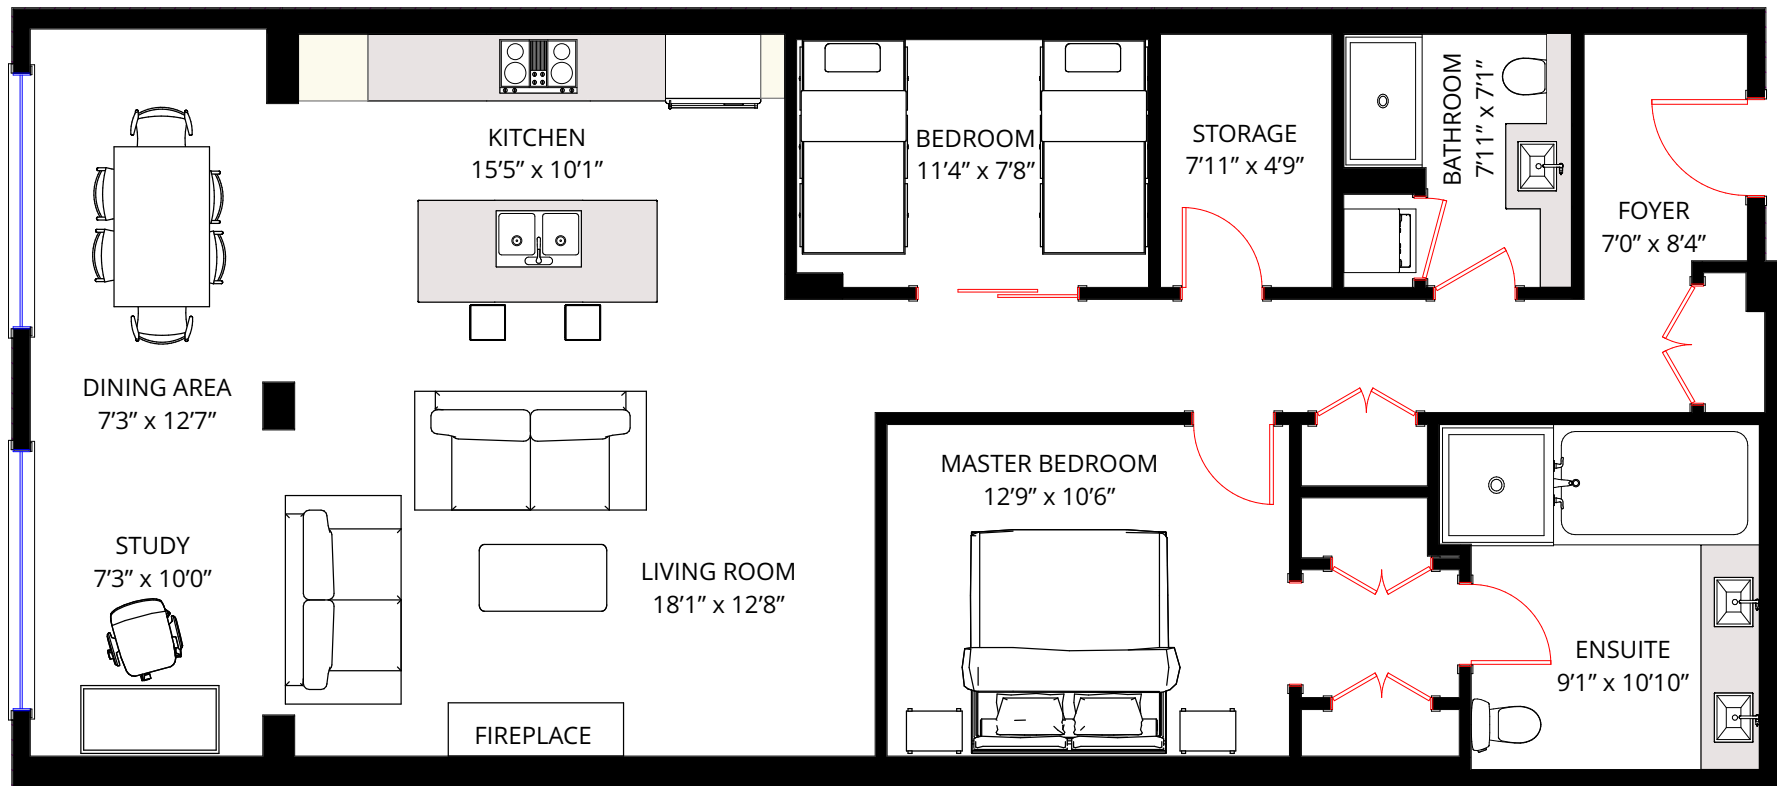 KITCHEN
15’5” x 10’1”
BEDROOM
11’4” x 7’8”
STORAGE
7’11” x 4’9”
BATHROOM
7’11” x 7’1”
FOYER
7’0” x 8’4”
DINING AREA
7’3” x 12’7”
MASTER BEDROOM
12’9” x 10’6”
STUDY
7’3” x 10’0”
LIVING ROOM
18’1” x 12’8”
ENSUITE
9’1” x 10’10”
FIREPLACE